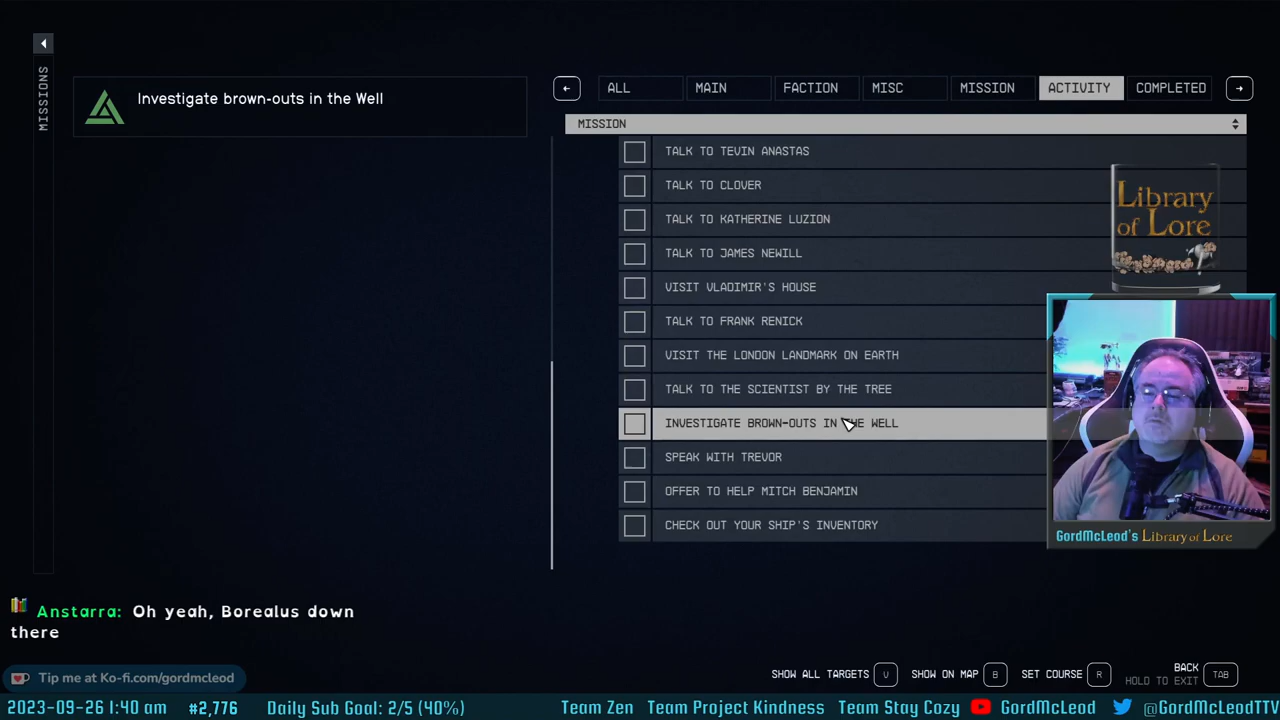 MISSIONS
Investigate brown-outs in the Well
ALL
MAIN
FACTION
MISC
MISSION
ACTIVITY
COMPLETED
MISSION
TALK TO TEVIN ANASTAS
TALK TO CLOVER
TALK TO KATHERINE LUZION
TALK TO JAMES NEWILL
VISIT VLADIMIR'S HOUSE
TALK TO FRANK RENICK
VISIT THE LONDON LANDMARK ON EARTH
TALK TO THE SCIENTIST BY THE TREE
INVESTIGATE BROWN-OUTS IN THE WELL
SPEAK WITH TREVOR
OFFER TO HELP MITCH BENJAMIN
CHECK OUT YOUR SHIP'S INVENTORY
Library
of Lore
GordMcLeod's Library of Lore
Anstarra: Oh yeah, Borealus down
there
Tip me at Ko-fi.com/gordmcleod
SHOW ALL TARGETS V
SHOW ON MAP B
SET COURSE R
BACK
HOLD TO EXIT TAB
2023-09-26 1:40 am #2,776 Daily Sub Goal: 2/5 (40%) Team Zen Team Project Kindness Team Stay Cozy GordMcLeod @GordMcLeodTTV